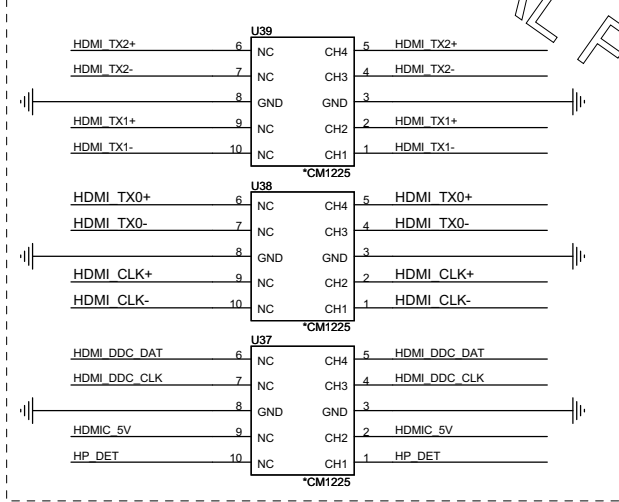 U39
HDMI_TX2+ 6 NC CH4 5 HDMI_TX2+
HDMI_TX2- 7 NC CH3 4 HDMI_TX2-
8 GND GND 3
HDMI_TX1+ 9 NC CH2 2 HDMI_TX1+
HDMI_TX1- 10 NC CH1 1 HDMI_TX1-
*CM1225
U38
HDMI_TX0+ 6 NC CH4 5 HDMI_TX0+
HDMI_TX0- 7 NC CH3 4 HDMI_TX0-
8 GND GND 3
HDMI_CLK+ 9 NC CH2 2 HDMI_CLK+
HDMI_CLK- 10 NC CH1 1 HDMI_CLK-
*CM1225
U37
HDMI_DDC_DAT 6 NC CH4 5 HDMI_DDC_DAT
HDMI_DDC_CLK 7 NC CH3 4 HDMI_DDC_CLK
8 GND GND 3
HDMIC_5V 9 NC CH2 2 HDMIC_5V
HP_DET 10 NC CH1 1 HP_DET
*CM1225